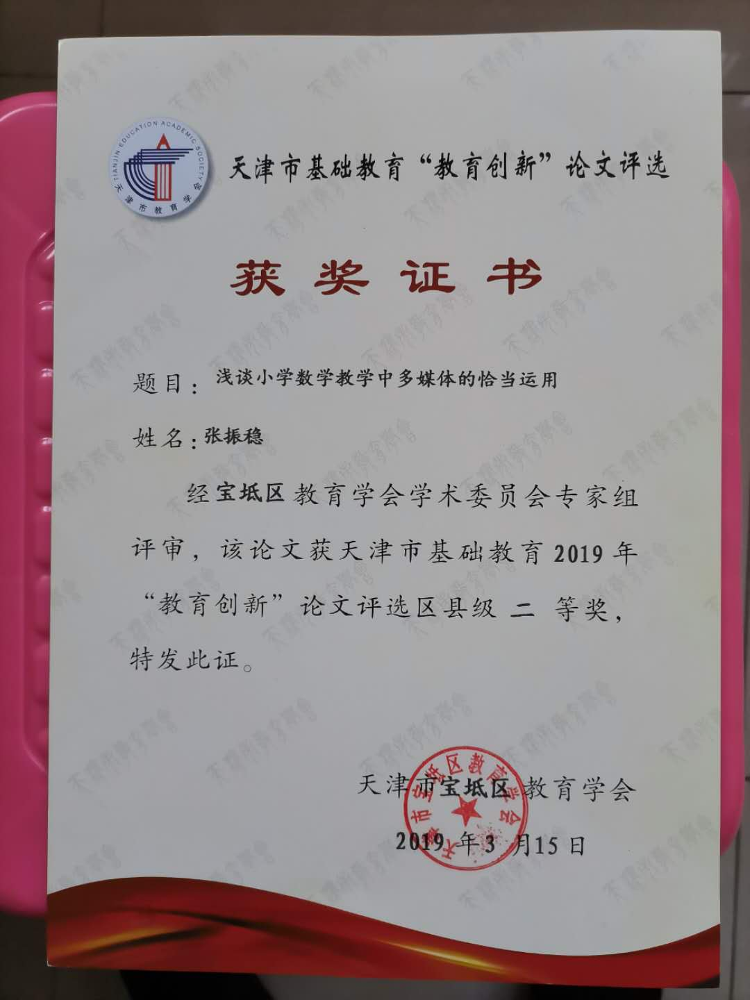 TIANJIN EDUCATION ACADEMIC SOCIETY
天津市教育学会
天津市基础教育“教育创新”论文评选
获奖证书
题目：浅谈小学数学教学中多媒体的恰当运用
姓名：张振稳
经宝坻区教育学会学术委员会专家组
评审，该论文获天津市基础教育2019年
“教育创新”论文评选区县级 二 等奖，
特发此证。
天津市宝坻区教育学会
天津市宝坻区教育学会
2019年3月15日